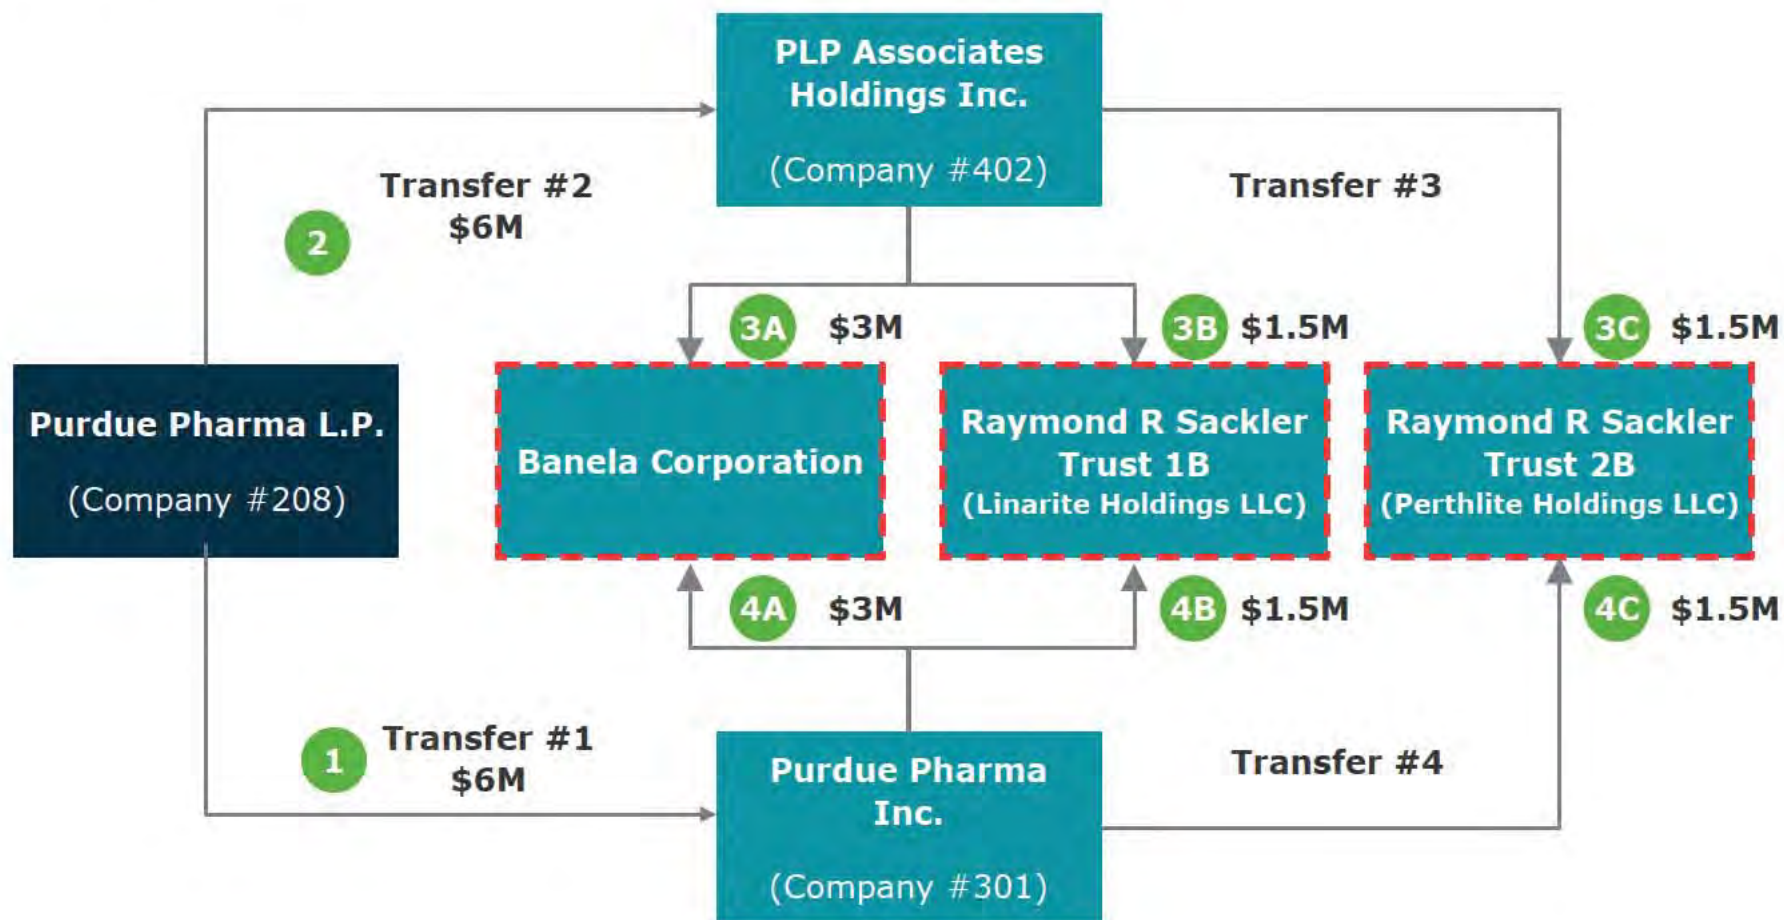 PLP Associates
Holdings Inc.
(Company #402)
Transfer #2
$6M
Transfer #3
2
3A $3M
3B $1.5M
3C $1.5M
Purdue Pharma L.P.
(Company #208)
Banela Corporation
Raymond R Sackler
Trust 1B
(Linarite Holdings LLC)
Raymond R Sackler
Trust 2B
(Perthlite Holdings LLC)
4A $3M
4B $1.5M
4C $1.5M
1
Transfer #1
$6M
Purdue Pharma
Inc.
(Company #301)
Transfer #4